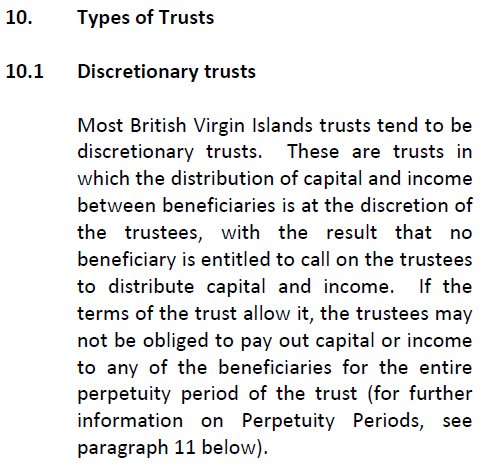 10. Types of Trusts
10.1 Discretionary trusts
Most British Virgin Islands trusts tend to be
discretionary trusts. These are trusts in
which the distribution of capital and income
between beneficiaries is at the discretion of
the trustees, with the result that no
beneficiary is entitled to call on the trustees
to distribute capital and income. If the
terms of the trust allow it, the trustees may
not be obliged to pay out capital or income
to any of the beneficiaries for the entire
perpetuity period of the trust (for further
information on Perpetuity Periods, see
paragraph 11 below).